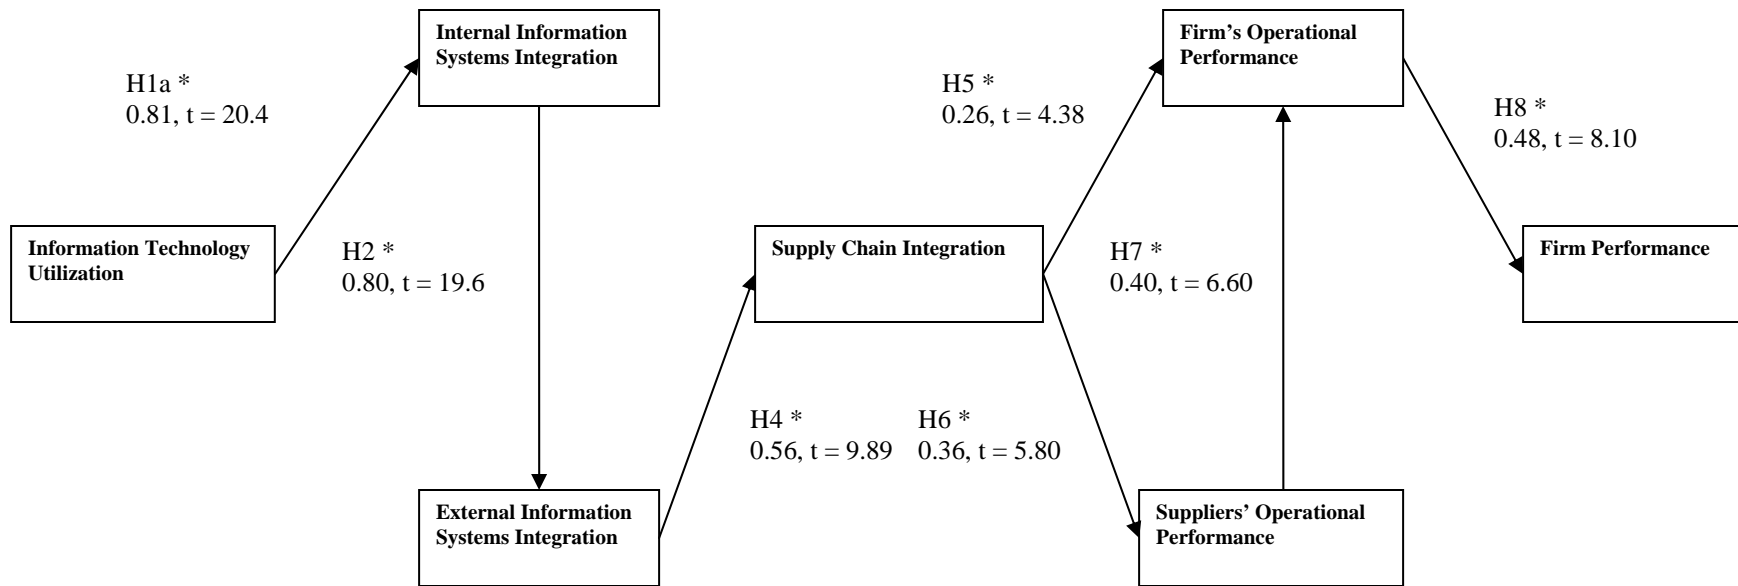 Internal Information
Systems Integration
Firm’s Operational
Performance
H1a *
0.81, t = 20.4
H5 *
0.26, t = 4.38
H8 *
0.48, t = 8.10
Information Technology
Utilization
H2 *
0.80, t = 19.6
Supply Chain Integration
H7 *
0.40, t = 6.60
Firm Performance
H4 *
0.56, t = 9.89
H6 *
0.36, t = 5.80
External Information
Systems Integration
Suppliers’ Operational
Performance